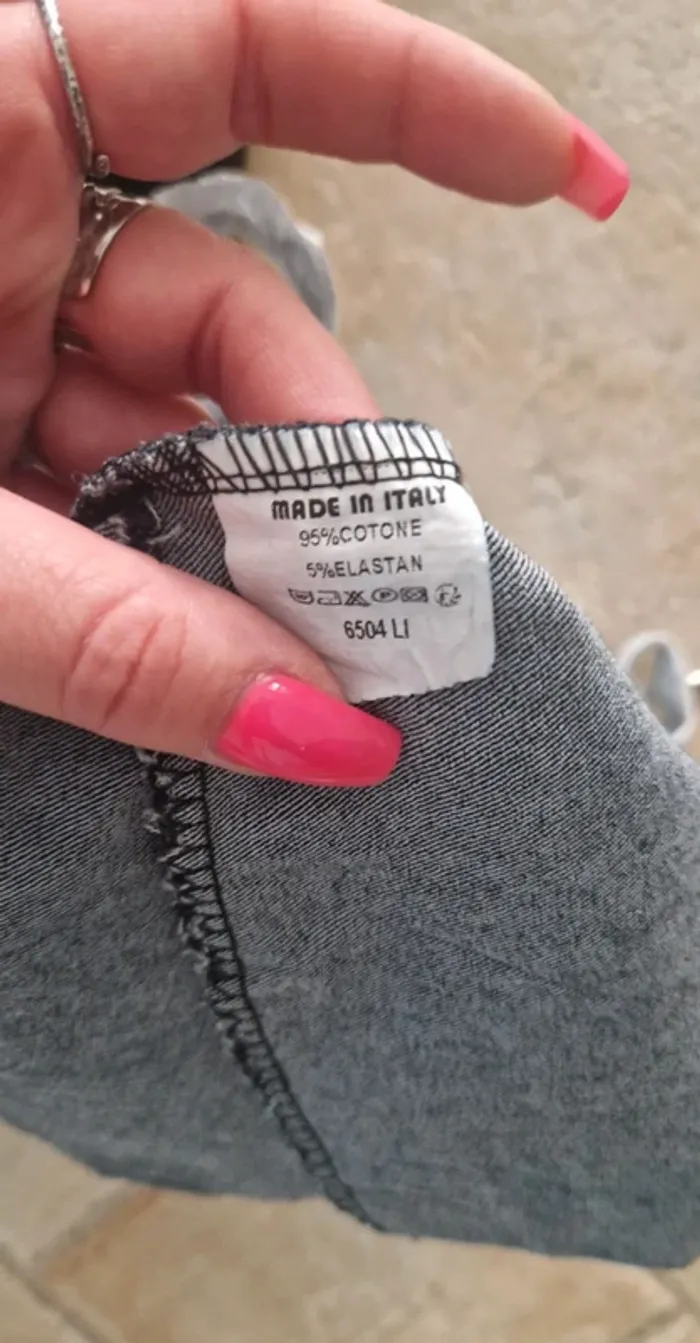 MADE IN ITALY
95%COTONE
5%ELASTAN
6504 LI